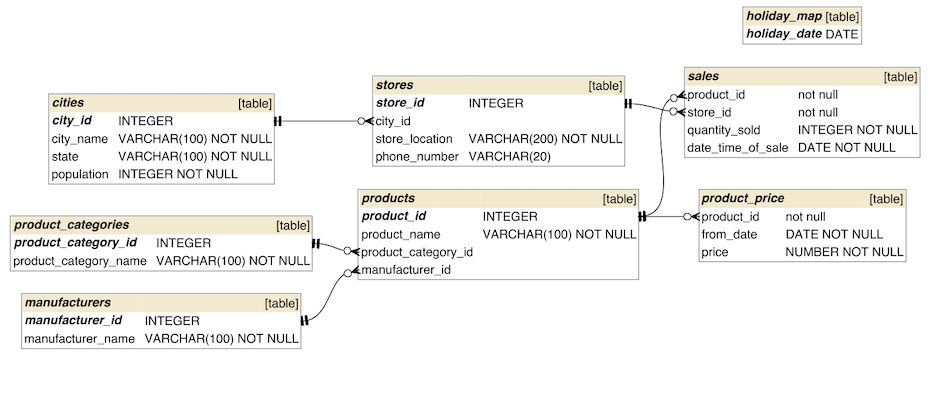 holiday_map [table]
holiday_date DATE
sales [table]
product_id not null
store_id not null
quantity_sold INTEGER NOT NULL
date_time_of_sale DATE NOT NULL
stores [table]
store_id INTEGER
city_id
store_location VARCHAR(200) NOT NULL
phone_number VARCHAR(20)
cities [table]
city_id INTEGER
city_name VARCHAR(100) NOT NULL
state VARCHAR(100) NOT NULL
population INTEGER NOT NULL
products [table]
product_id INTEGER
product_name VARCHAR(100) NOT NULL
product_category_id
manufacturer_id
product_price [table]
product_id not null
from_date DATE NOT NULL
price NUMBER NOT NULL
product_categories [table]
product_category_id INTEGER
product_category_name VARCHAR(100) NOT NULL
manufacturers [table]
manufacturer_id INTEGER
manufacturer_name VARCHAR(100) NOT NULL